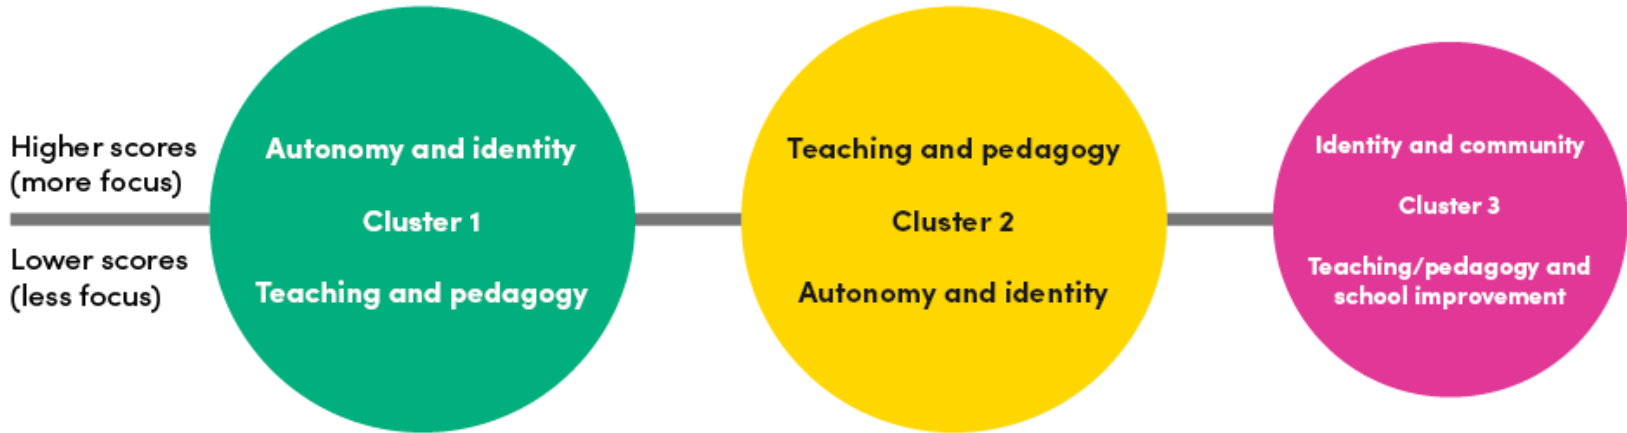 Higher scores
(more focus)
Lower scores
(less focus)
Autonomy and identity
Cluster 1
Teaching and pedagogy
Teaching and pedagogy
Cluster 2
Autonomy and identity
Identity and community
Cluster 3
Teaching/pedagogy and
school improvement